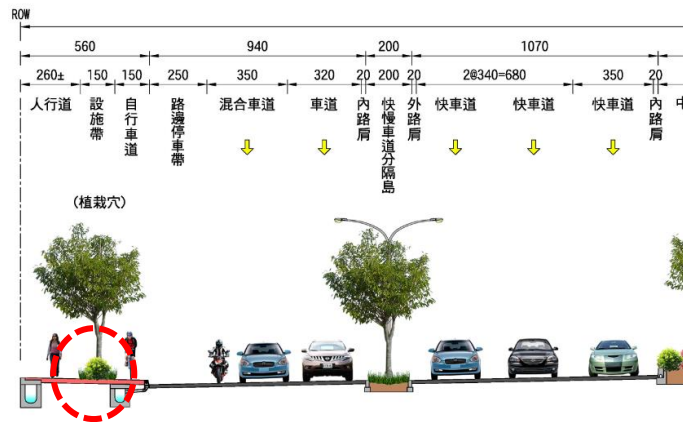 ROW
560
940
200
1070
260±
150
150
250
350
320
20
200
20
2@340=680
350
20
人行道
設施帶
自行車道
路邊停車帶
混合車道
車道
內路肩
快慢車道分隔島
外路肩
快車道
快車道
快車道
內路肩
中
(植栽穴)